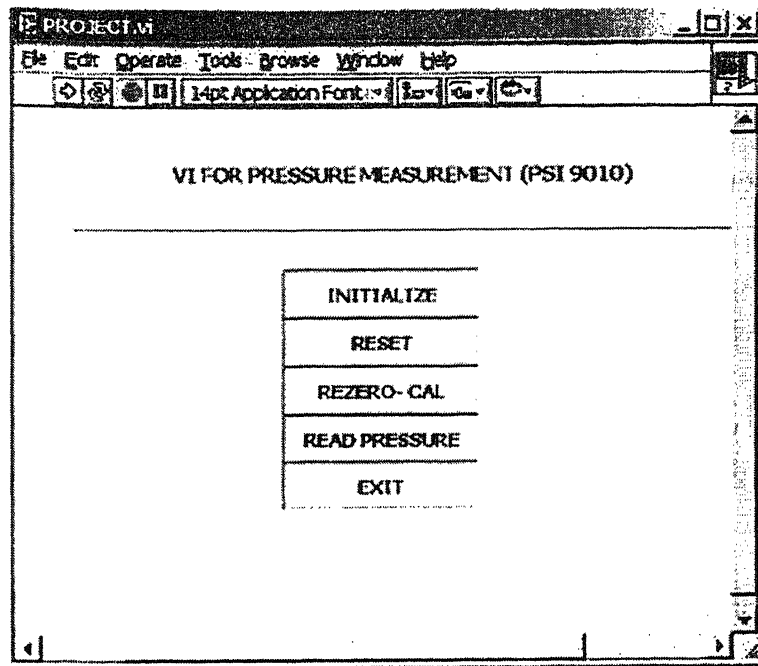 PROJECT.vi
File Edit Operate Tools Browse Window Help
14pt Application Font
2
VI FOR PRESSURE MEASUREMENT (PSI 9010)
INITIALIZE
RESET
REZERO- CAL
READ PRESSURE
EXIT